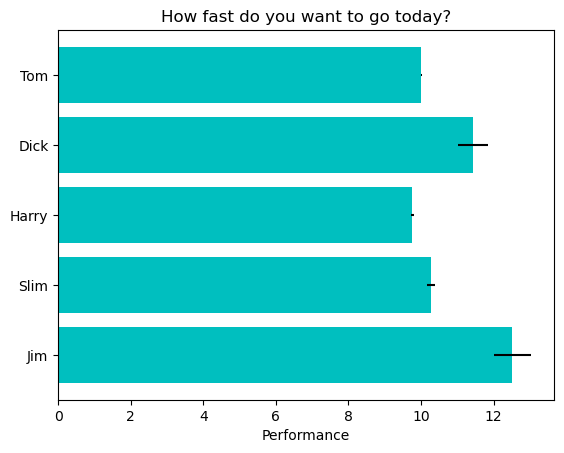 How fast do you want to go today?
Tom
Dick
Harry
Slim
Jim
0 2 4 6 8 10 12
Performance